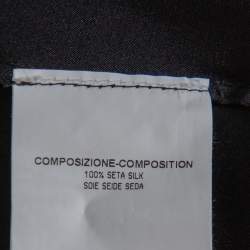 COMPOSIZIONE-COMPOSITION
100% SETA SILK
SOIE SEIDE SEDA